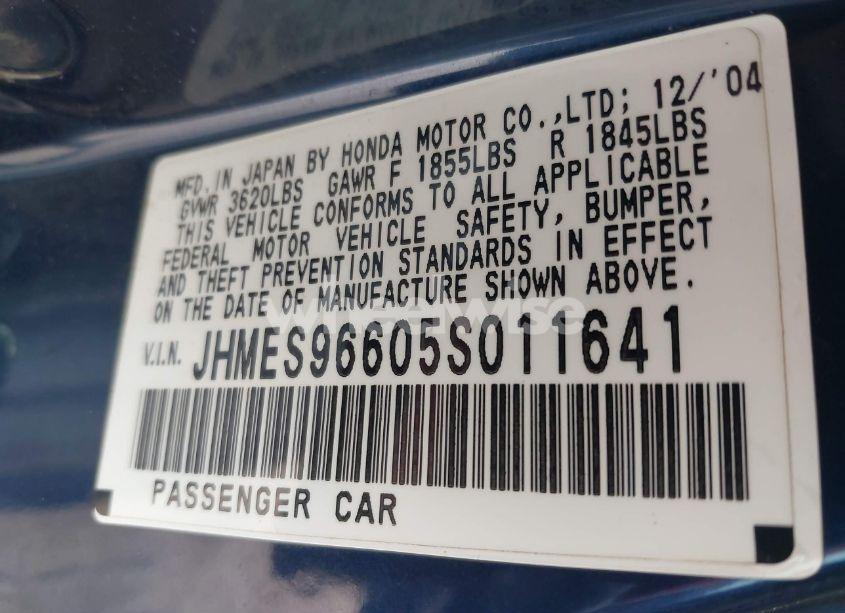 MFD. IN JAPAN BY HONDA MOTOR CO.,LTD; 12/'04
GVWR 3620LBS GAWR F 1855LBS R 1845LBS
THIS VEHICLE CONFORMS TO ALL APPLICABLE
FEDERAL MOTOR VEHICLE SAFETY, BUMPER,
AND THEFT PREVENTION STANDARDS IN EFFECT
ON THE DATE OF MANUFACTURE SHOWN ABOVE.
wheelwise
V.I.N. JHMES96605S011641
PASSENGER CAR